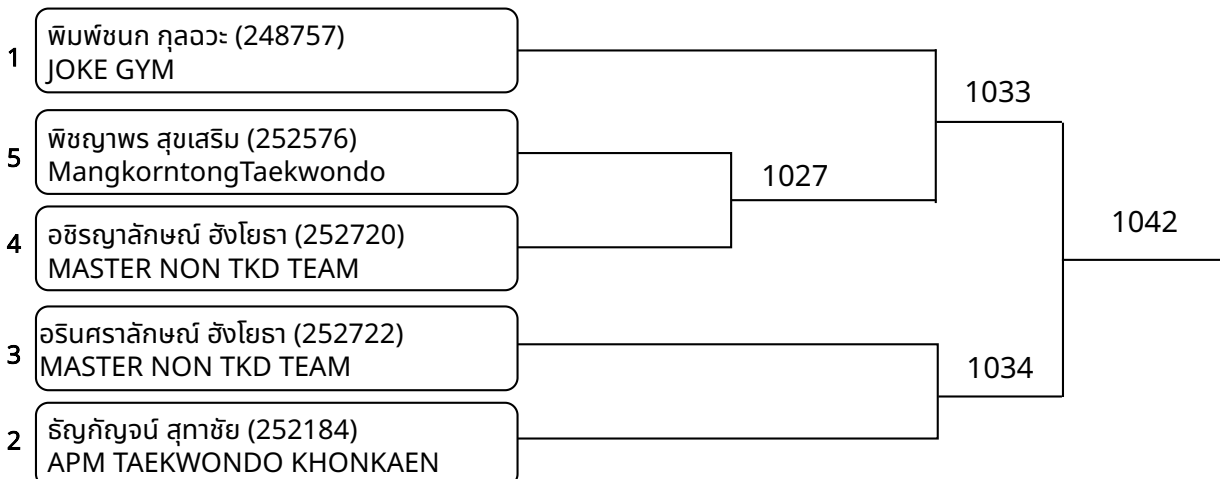 1
พิมพ์ชนก กุลฉวะ (248757)
JOKE GYM
1033
5
พิชญาพร สุขเสริม (252576)
MangkorntongTaekwondo
1027
4
อชิรญาลักษณ์ ฮังโยธา (252720)
MASTER NON TKD TEAM
1042
3
อรินศราลักษณ์ ฮังโยธา (252722)
MASTER NON TKD TEAM
1034
2
ธัญกัญจน์ สุทาชัย (252184)
APM TAEKWONDO KHONKAEN